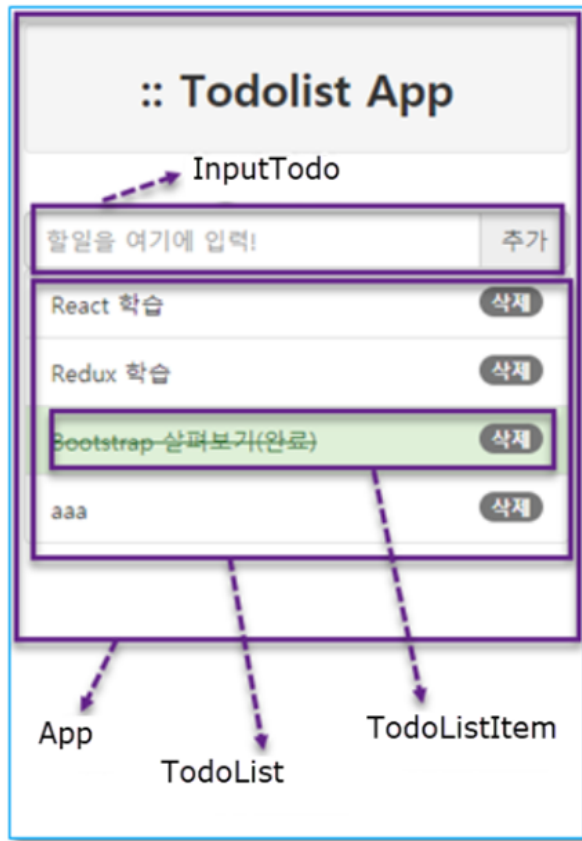 :: Todolist App
InputTodo
할일을 여기에 입력! 추가
React 학습 삭제
Redux 학습 삭제
Bootstrap 살펴보기(완료) 삭제
aaa 삭제
App
TodoListItem
TodoList